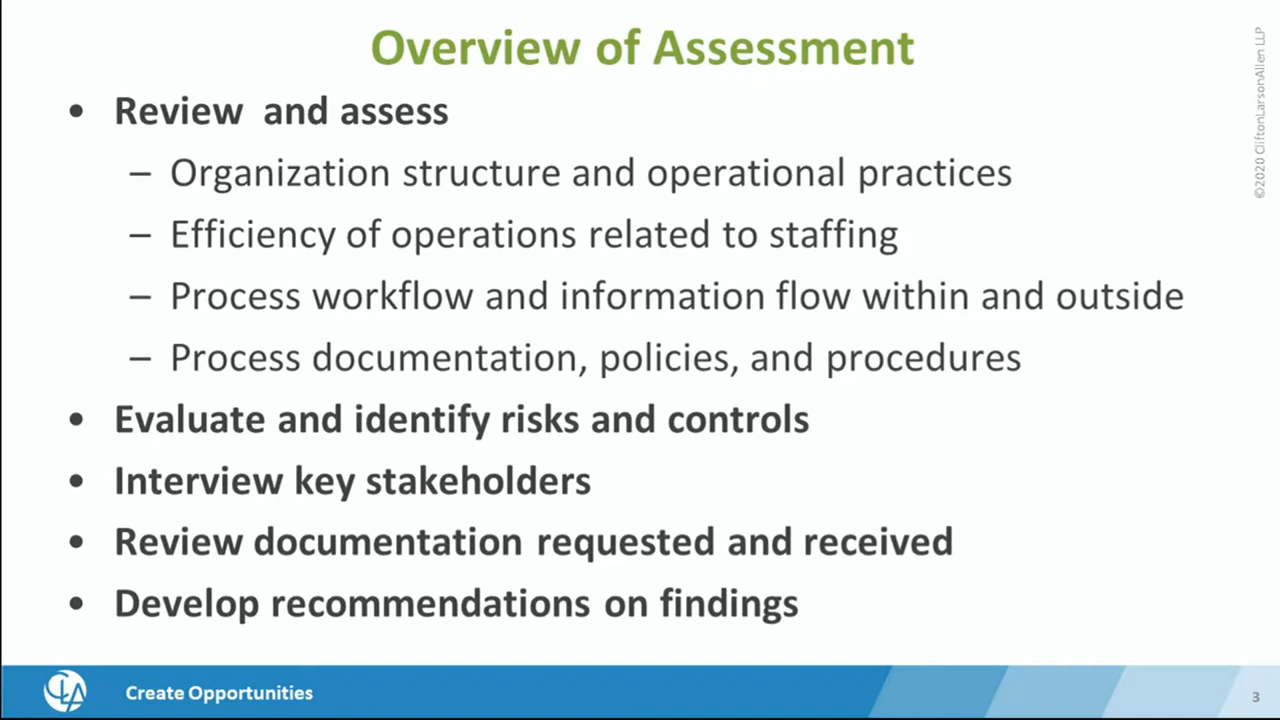 Overview of Assessment
• Review and assess
– Organization structure and operational practices
– Efficiency of operations related to staffing
– Process workflow and information flow within and outside
– Process documentation, policies, and procedures
• Evaluate and identify risks and controls
• Interview key stakeholders
• Review documentation requested and received
• Develop recommendations on findings
©2020 CliftonLarsonAllen LLP
CLA
Create Opportunities
3